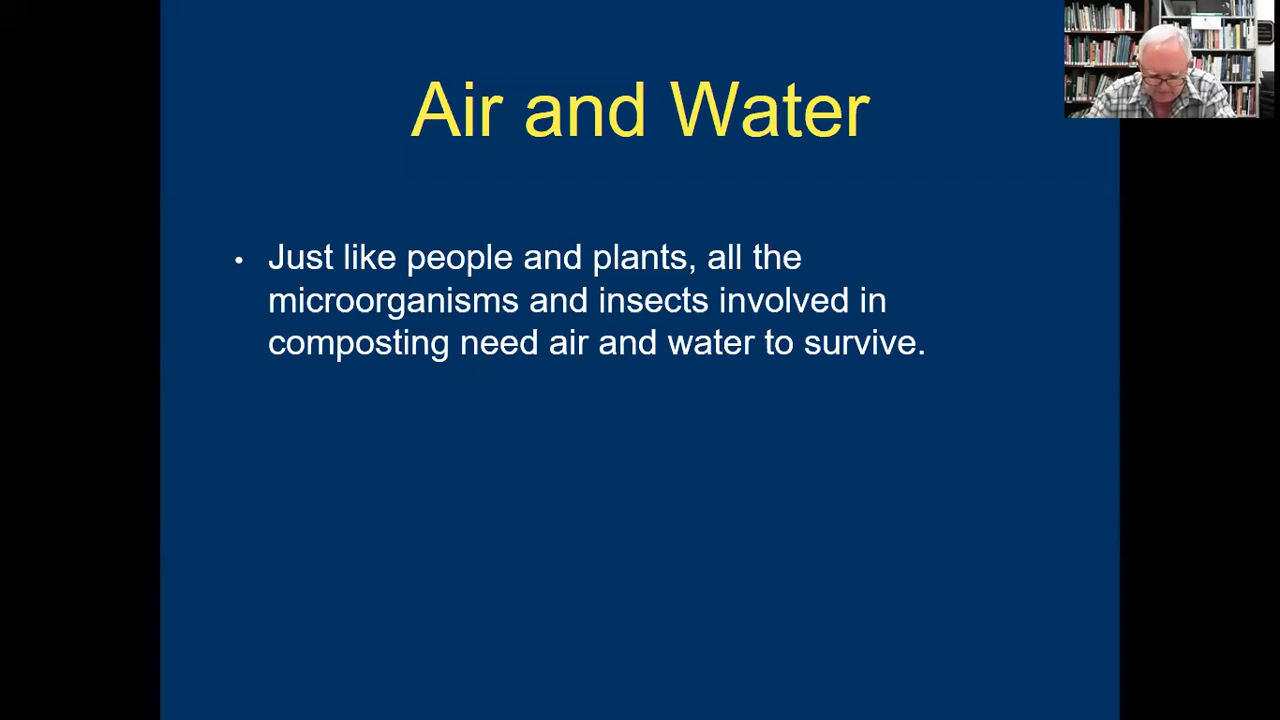 Air and Water
• Just like people and plants, all the
microorganisms and insects involved in
composting need air and water to survive.